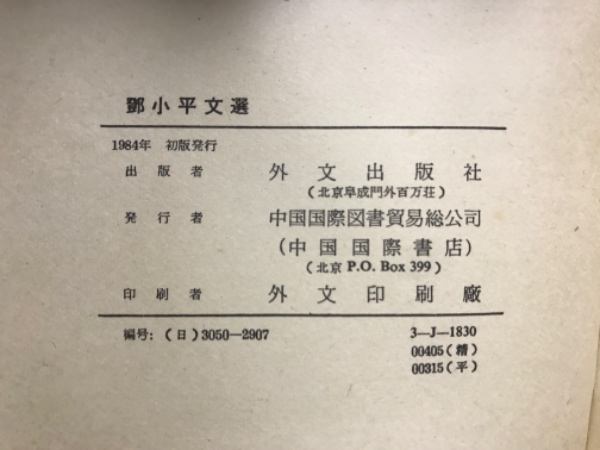 鄧小平文選
1984年 初版発行
出版者 外文出版社
(北京阜成門外百万荘)
発行者 中国国際図書貿易総公司
(中国国際書店)
(北京 P.O. Box 399)
印刷者 外文印刷廠
編号: (日)3050—2907 3—J—1830
00405(精)
00315(平)